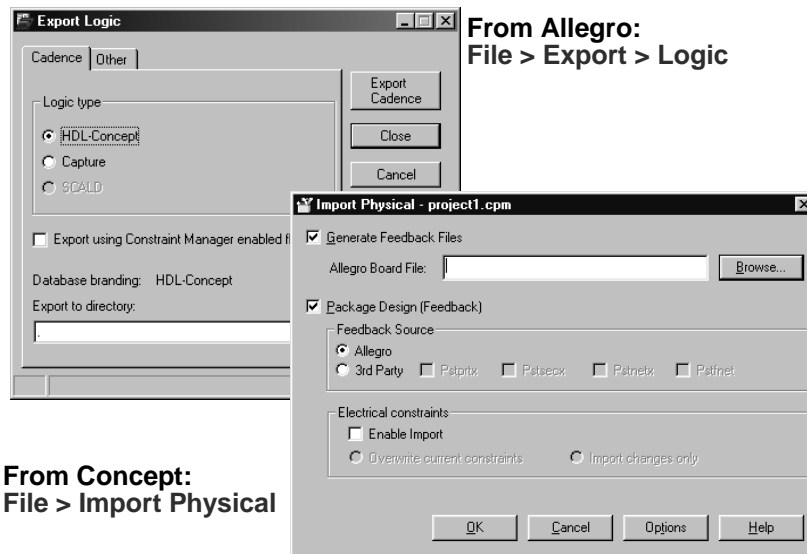 Export Logic
From Allegro:
File > Export > Logic
Cadence
Other
Export Cadence
Logic type
HDL-Concept
Close
Capture
Cancel
SCALD
Export using Constraint Manager enabled fl
Database branding: HDL-Concept
Export to directory:
.
Import Physical - project1.cpm
Generate Feedback Files
Allegro Board File:
Browse...
Package Design (Feedback)
Feedback Source
Allegro
3rd Party
Pstprtx
Pstsecx
Pstnetx
Pstfnet
Electrical constraints
Enable Import
Overwrite current constraints
Import changes only
From Concept:
File > Import Physical
OK
Cancel
Options
Help